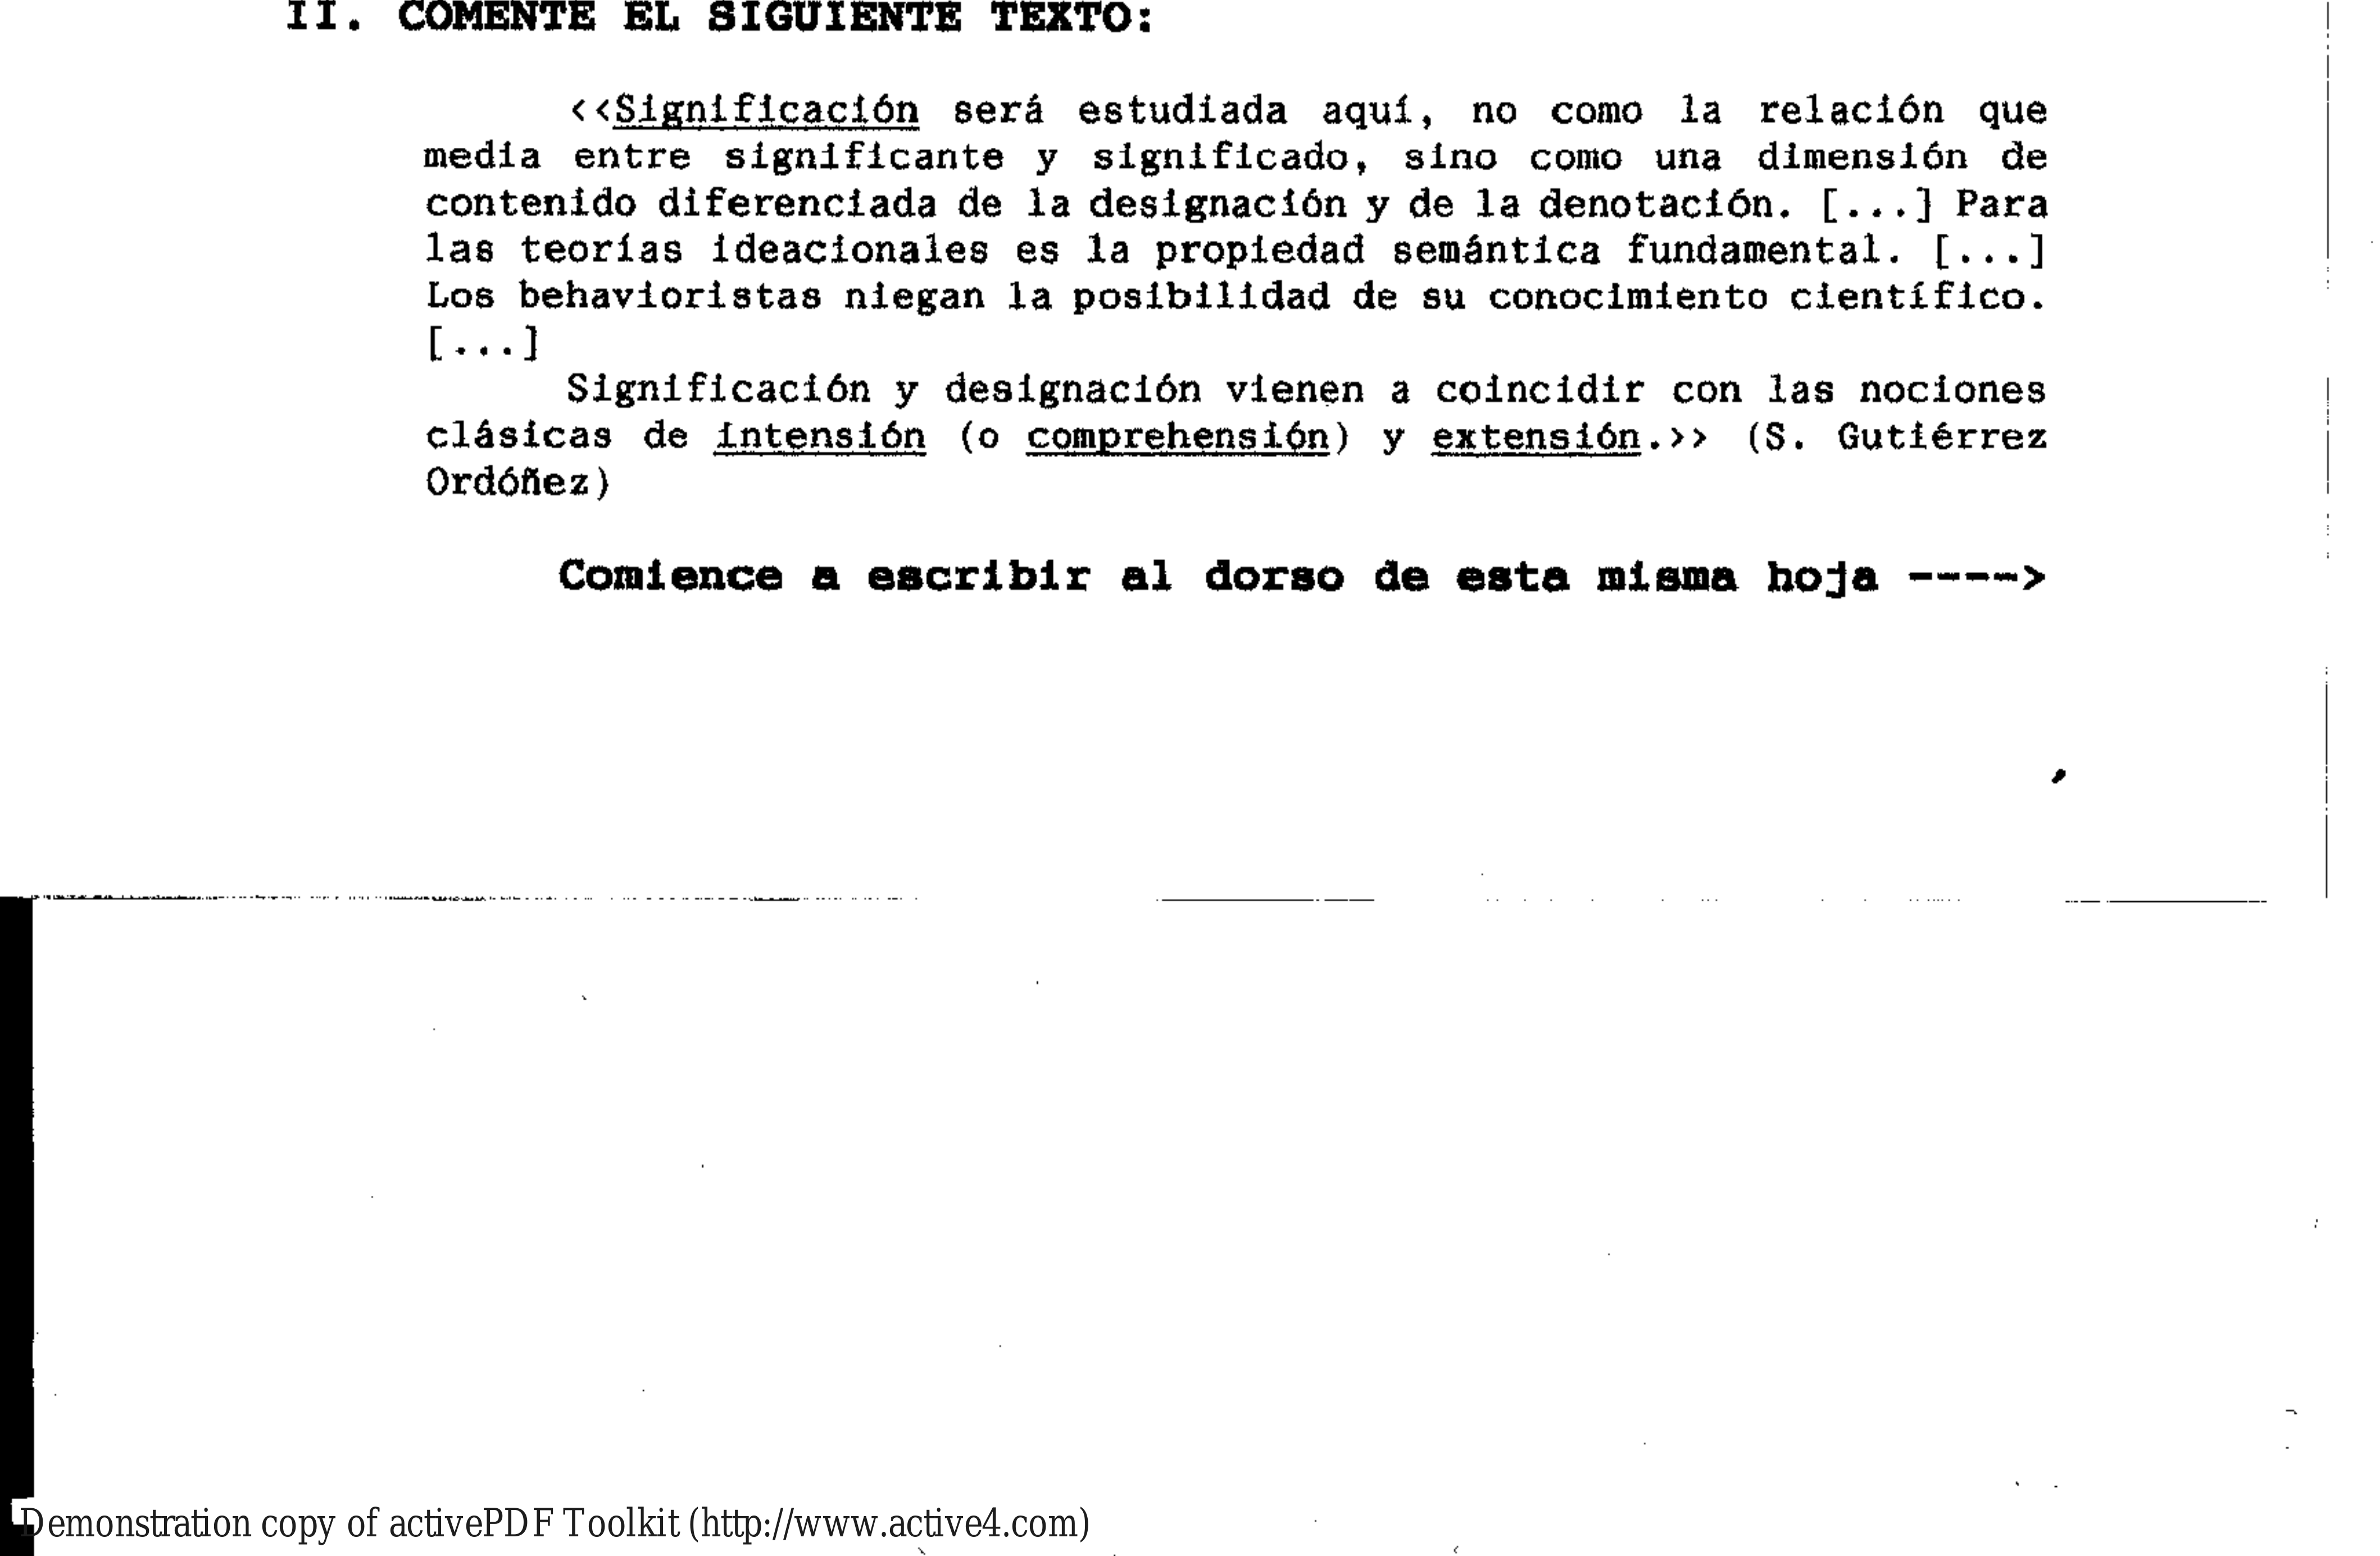 II. COMENTE EL SIGUIENTE TEXTO:
<<Significación será estudiada aquí, no como la relación que
media entre significante y significado, sino como una dimensión de
contenido diferenciada de la designación y de la denotación. [...] Para
las teorías ideacionales es la propiedad semántica fundamental. [...]
Los behavioristas niegan la posibilidad de su conocimiento científico.
[...]
Significación y designación vienen a coincidir con las nociones
clásicas de intensión (o comprehensión) y extensión.>> (S. Gutiérrez
Ordóñez)
Comience a escribir al dorso de esta misma hoja ---->
Demonstration copy of activePDF Toolkit (http://www.active4.com)